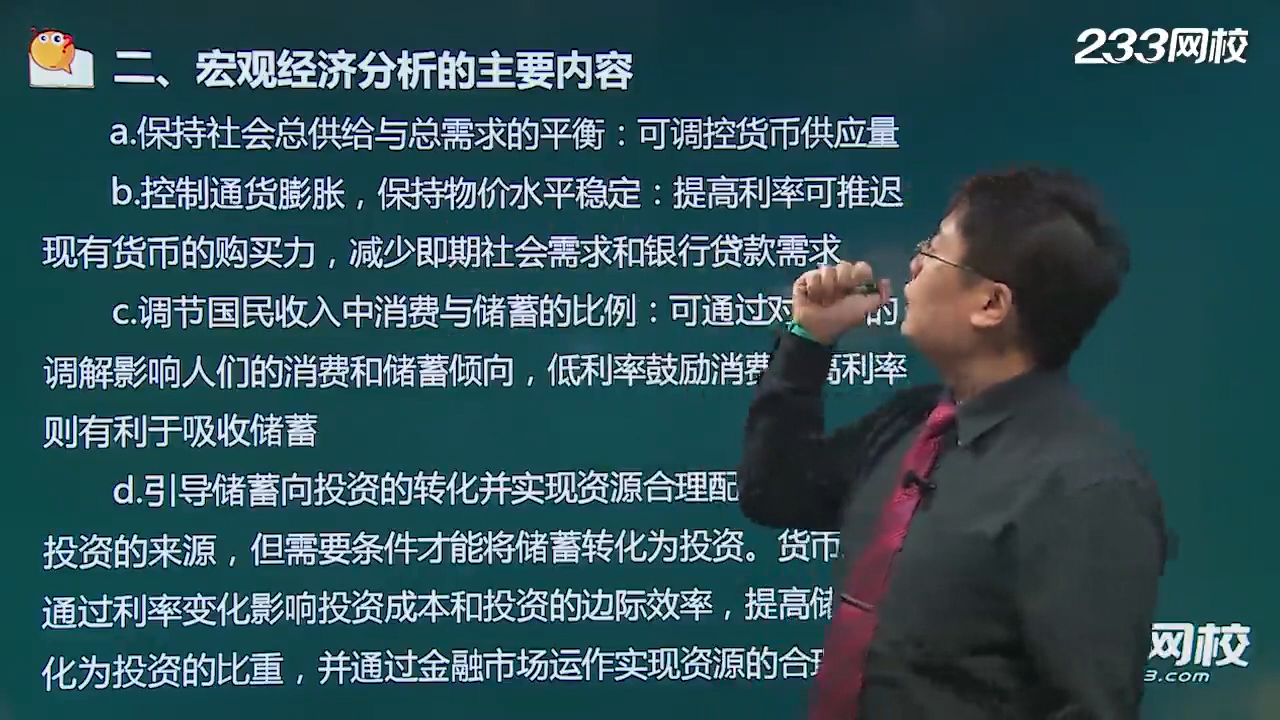 233网校
二、宏观经济分析的主要内容
a.保持社会总供给与总需求的平衡：可调控货币供应量
b.控制通货膨胀，保持物价水平稳定：提高利率可推迟
现有货币的购买力，减少即期社会需求和银行贷款需求
c.调节国民收入中消费与储蓄的比例：可通过对 的
调解影响人们的消费和储蓄倾向，低利率鼓励消费 高利率
则有利于吸收储蓄
d.引导储蓄向投资的转化并实现资源合理配
投资的来源，但需要条件才能将储蓄转化为投资。货币
通过利率变化影响投资成本和投资的边际效率，提高储
化为投资的比重，并通过金融市场运作实现资源的合理
网校
3.com